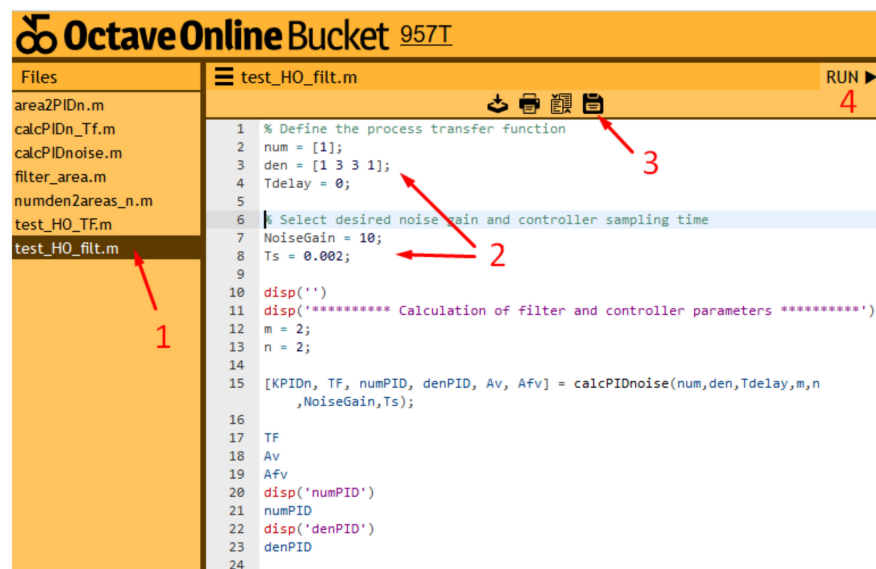 Octave Online Bucket 957T
Files
area2PIDn.m
calcPIDn_Tf.m
calcPIDnoise.m
filter_area.m
numden2areas_n.m
test_HO_TF.m
test_HO_filt.m
1
test_HO_filt.m
RUN
4
3
1 % Define the process transfer function
2 num = [1];
3 den = [1 3 3 1];
4 Tdelay = 0;
5
6 % Select desired noise gain and controller sampling time
7 NoiseGain = 10;
8 Ts = 0.002;
2
9
10 disp('')
11 disp('********** Calculation of filter and controller parameters **********')
12 m = 2;
13 n = 2;
14
15 [KPIDn, TF, numPID, denPID, Av, Afv] = calcPIDnoise(num,den,Tdelay,m,n
,NoiseGain,Ts);
16
17 TF
18 Av
19 Afv
20 disp('numPID')
21 numPID
22 disp('denPID')
23 denPID
24